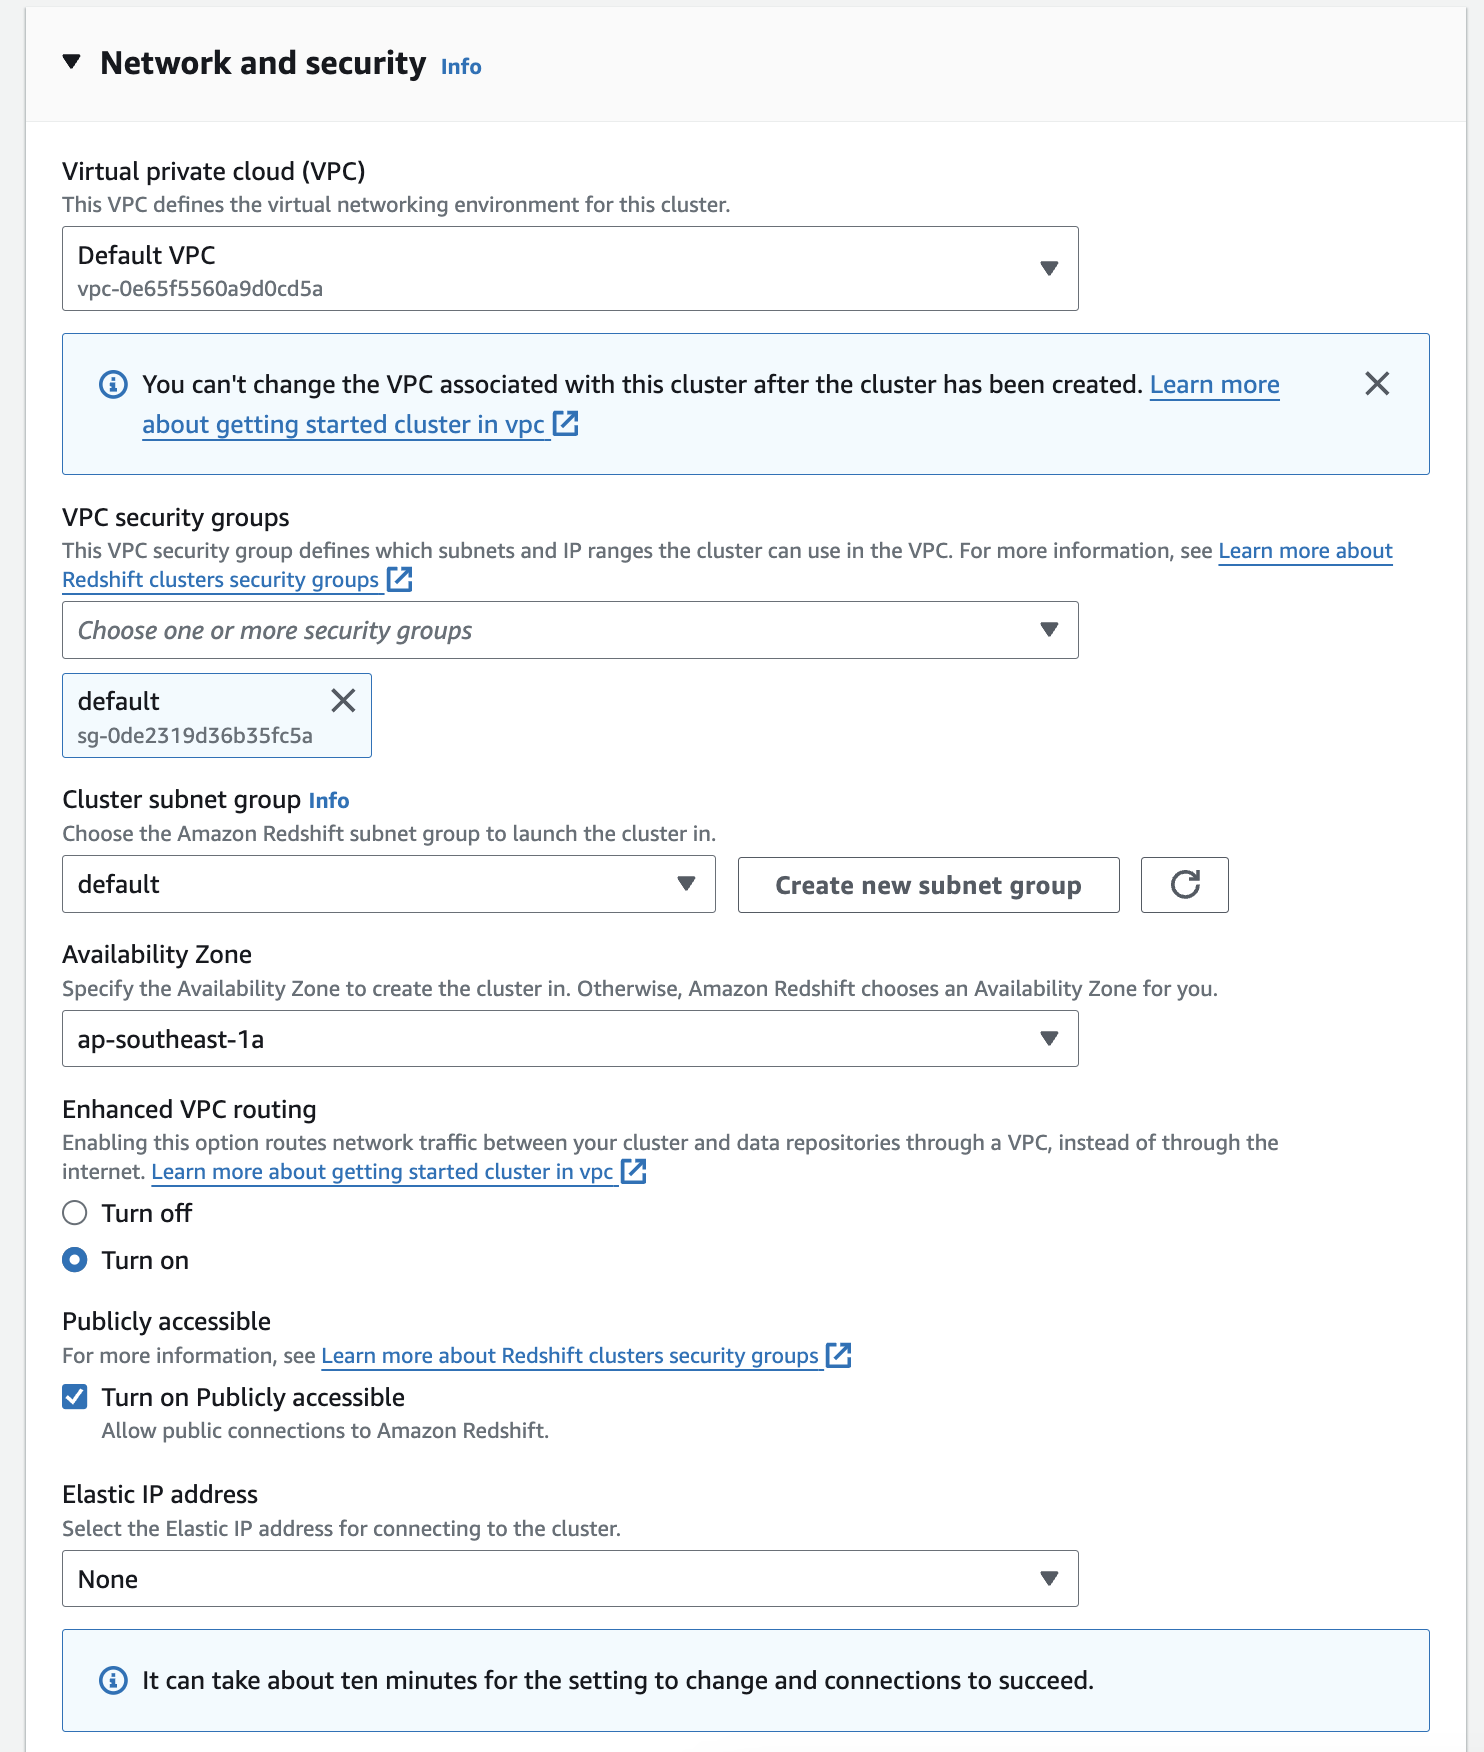 Network and security Info
Virtual private cloud (VPC)
This VPC defines the virtual networking environment for this cluster.
Default VPC
vpc-0e65f5560a9d0cd5a
You can't change the VPC associated with this cluster after the cluster has been created. Learn more
about getting started cluster in vpc
VPC security groups
This VPC security group defines which subnets and IP ranges the cluster can use in the VPC. For more information, see Learn more about
Redshift clusters security groups
Choose one or more security groups
default
sg-0de2319d36b35fc5a
Cluster subnet group Info
Choose the Amazon Redshift subnet group to launch the cluster in.
default
Create new subnet group
Availability Zone
Specify the Availability Zone to create the cluster in. Otherwise, Amazon Redshift chooses an Availability Zone for you.
ap-southeast-1a
Enhanced VPC routing
Enabling this option routes network traffic between your cluster and data repositories through a VPC, instead of through the
internet. Learn more about getting started cluster in vpc
Turn off
Turn on
Publicly accessible
For more information, see Learn more about Redshift clusters security groups
Turn on Publicly accessible
Allow public connections to Amazon Redshift.
Elastic IP address
Select the Elastic IP address for connecting to the cluster.
None
It can take about ten minutes for the setting to change and connections to succeed.